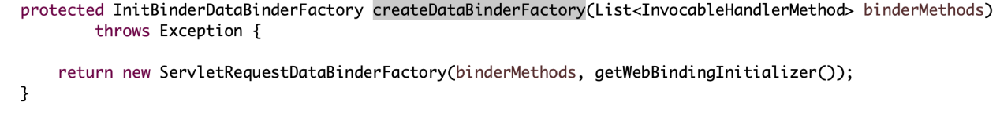 protected InitBinderDataBinderFactory createDataBinderFactory(List<InvocableHandlerMethod> binderMethods)
throws Exception {
return new ServletRequestDataBinderFactory(binderMethods, getWebBindingInitializer());
}